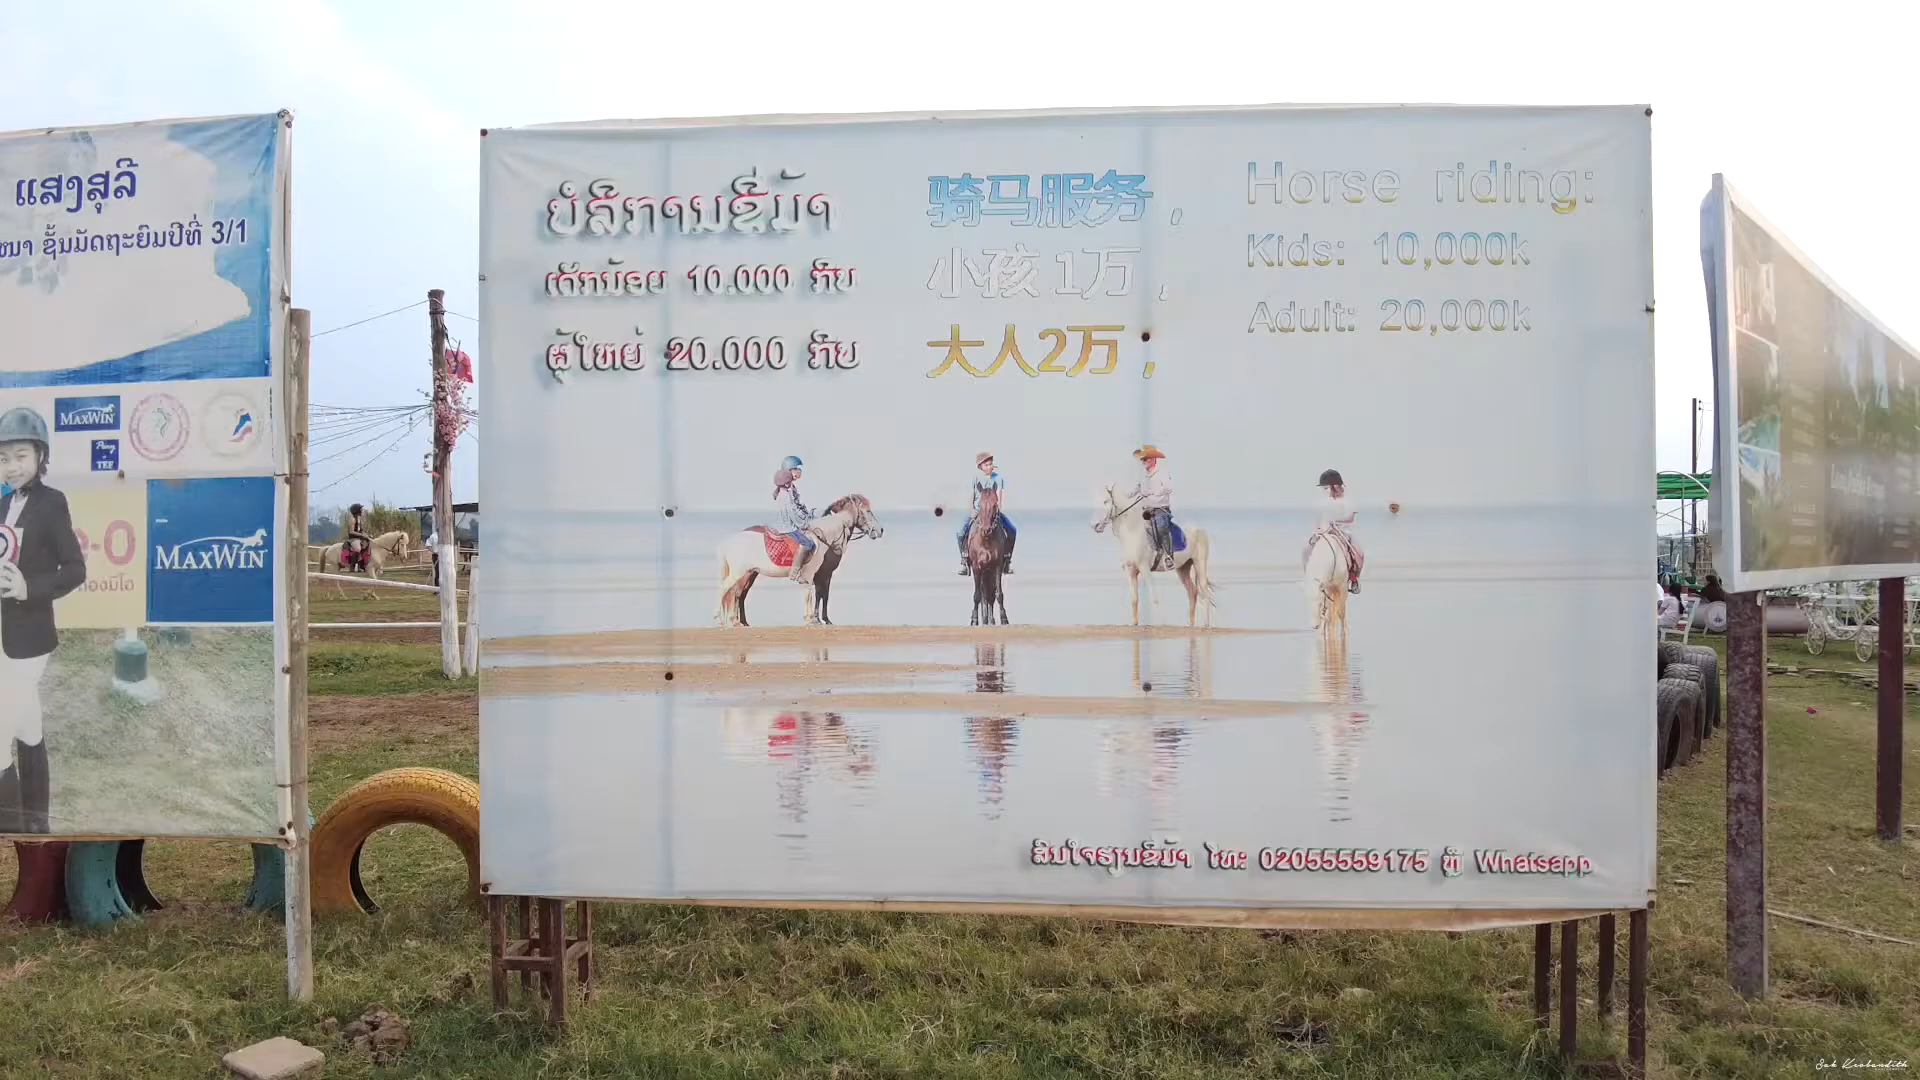 ແສງສຸລີ
ຊັ້ນມັດຖະຍົມປີທີ່ 3/1
MAXWIN
Pony
TEF
MAXWIN
ບໍລິການຂີ່ມ້າ
ເດັກນ້ອຍ 10.000 ກີບ
ຜູ້ໃຫຍ່ 20.000 ກີບ
骑马服务，
小孩 1万，
大人2万，
Horse riding:
Kids: 10,000k
Adult: 20,000k
ສົນໃຈຮຽນຂີ່ມ້າ ໂທ: 02055559175 ຫຼື Whatsapp